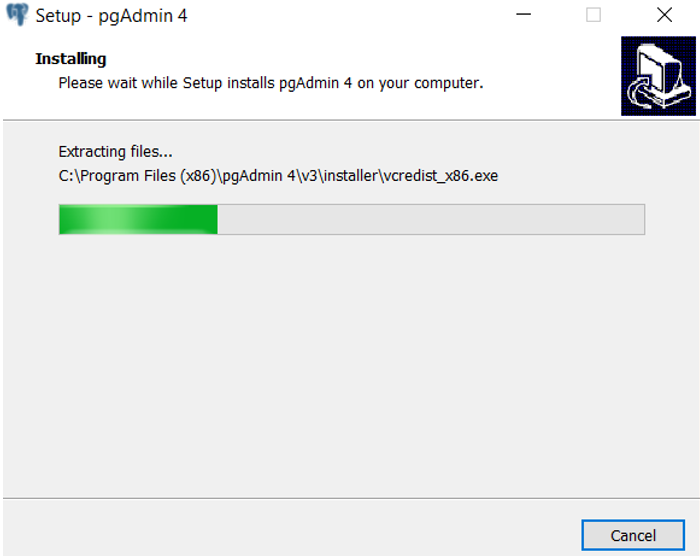 Setup - pgAdmin 4
Installing
Please wait while Setup installs pgAdmin 4 on your computer.
Extracting files...
C:\Program Files (x86)\pgAdmin 4\v3\installer\vcredist_x86.exe
Cancel